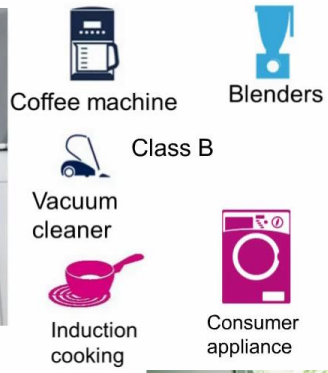 Coffee machine
Blenders
Class B
Vacuum
cleaner
Induction
cooking
Consumer
appliance